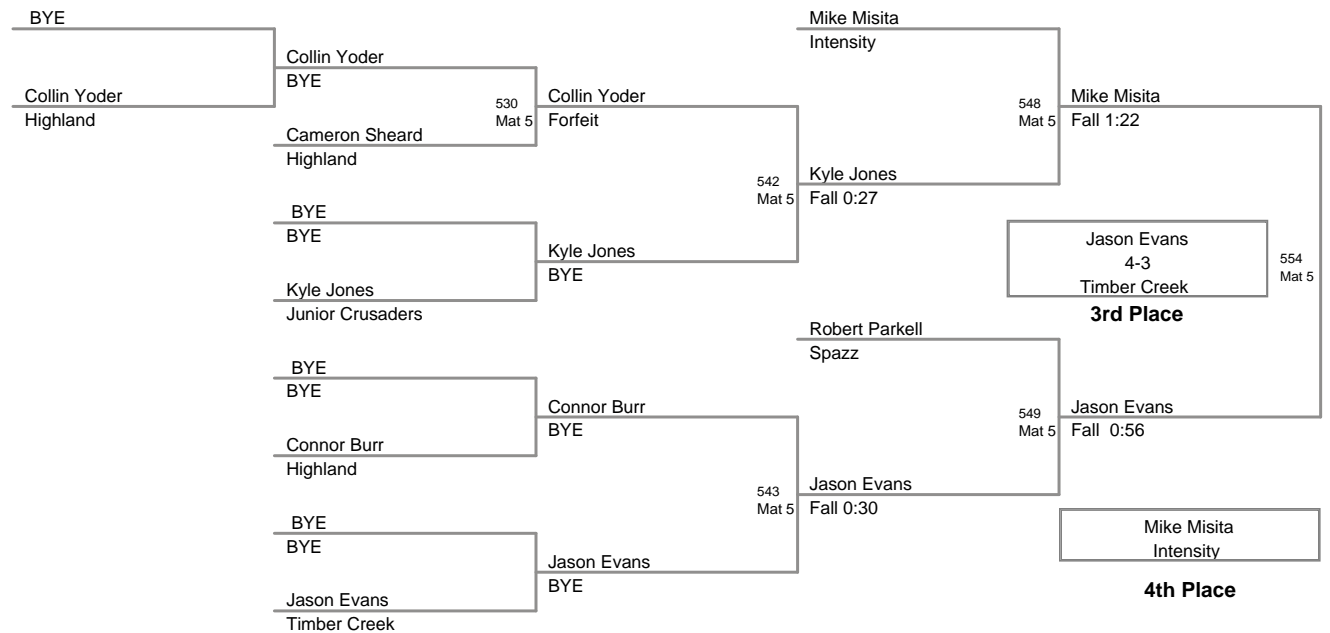 BYE
Collin Yoder
Highland
Collin Yoder
BYE
Cameron Sheard
Highland
530
Mat 5
Collin Yoder
Forfeit
BYE
BYE
Kyle Jones
Junior Crusaders
Kyle Jones
BYE
542
Mat 5
Kyle Jones
Fall 0:27
Mike Misita
Intensity
548
Mat 5
Mike Misita
Fall 1:22
BYE
BYE
Connor Burr
Highland
Connor Burr
BYE
BYE
BYE
Jason Evans
Timber Creek
Jason Evans
BYE
543
Mat 5
Jason Evans
Fall 0:30
Robert Parkell
Spazz
549
Mat 5
Jason Evans
Fall 0:56
554
Mat 5
Jason Evans
4-3
Timber Creek
3rd Place
Mike Misita
Intensity
4th Place